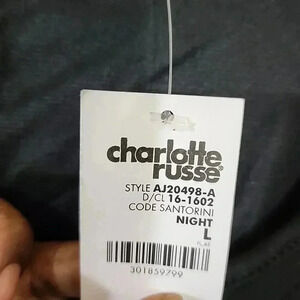 charlotte
russe
STYLE AJ20498-A
D/CL 16-1602
CODE SANTORINI
NIGHT
L
301859799